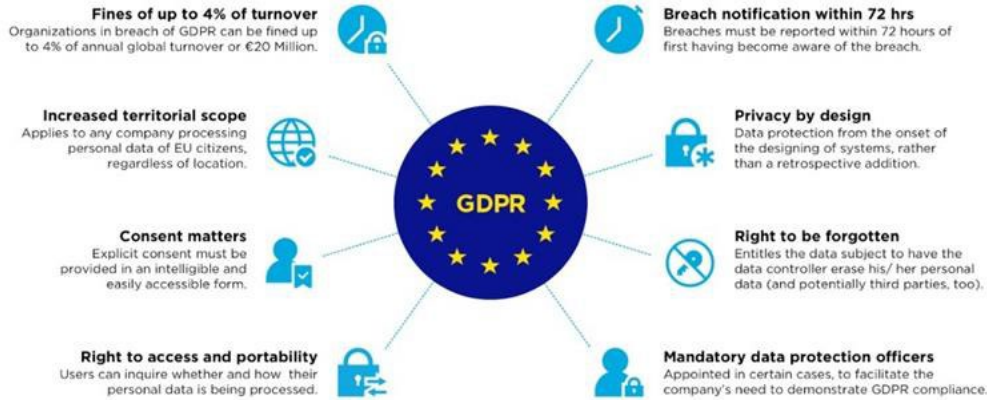 Fines of up to 4% of turnover
Organizations in breach of GDPR can be fined up
to 4% of annual global turnover or €20 Million.
Increased territorial scope
Applies to any company processing
personal data of EU citizens,
regardless of location.
Consent matters
Explicit consent must be
provided in an intelligible and
easily accessible form.
Right to access and portability
Users can inquire whether and how their
personal data is being processed.
GDPR
Breach notification within 72 hrs
Breaches must be reported within 72 hours of
first having become aware of the breach.
Privacy by design
Data protection from the onset of
the designing of systems, rather
than a retrospective addition.
Right to be forgotten
Entitles the data subject to have the
data controller erase his/ her personal
data (and potentially third parties, too).
Mandatory data protection officers
Appointed in certain cases, to facilitate the
company's need to demonstrate GDPR compliance.